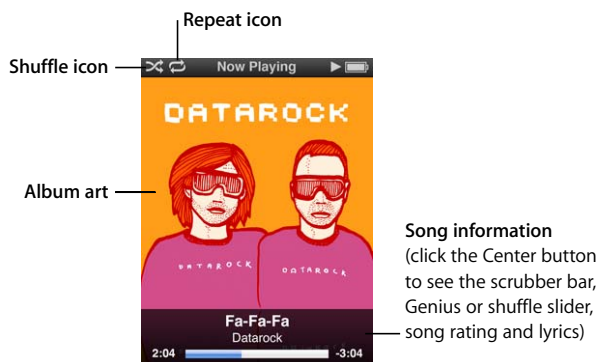 Repeat icon
Shuffle icon
Now Playing
DATAROCK
Album art
DATAROCK
DATAROCK
Song information
(click the Center button
to see the scrubber bar,
Genius or shuffle slider,
song rating and lyrics)
Fa-Fa-Fa
Datarock
2:04
-3:04